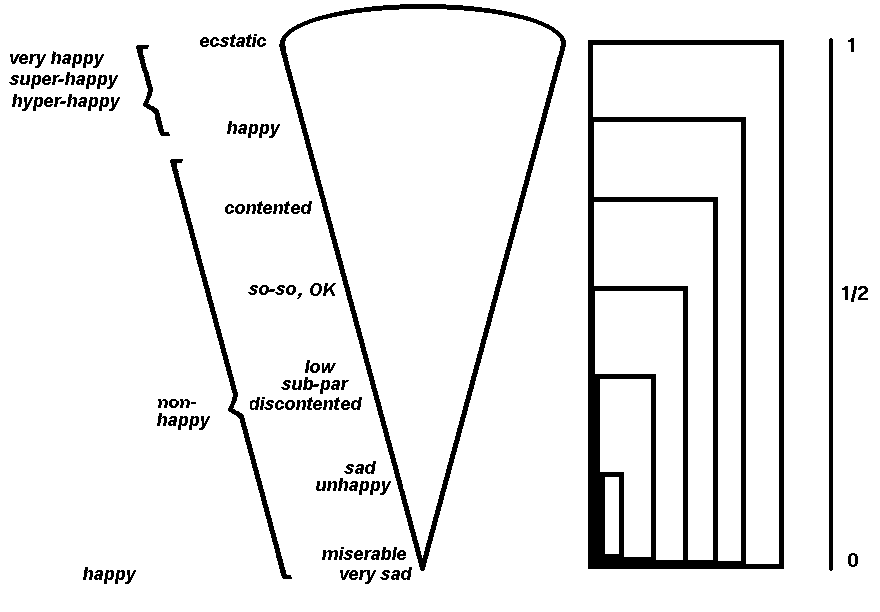 ecstatic
very happy
super-happy
hyper-happy
happy
contented
so-so, OK
low
sub-par
discontented
non-
happy
sad
unhappy
miserable
very sad
happy
1
1/2
0